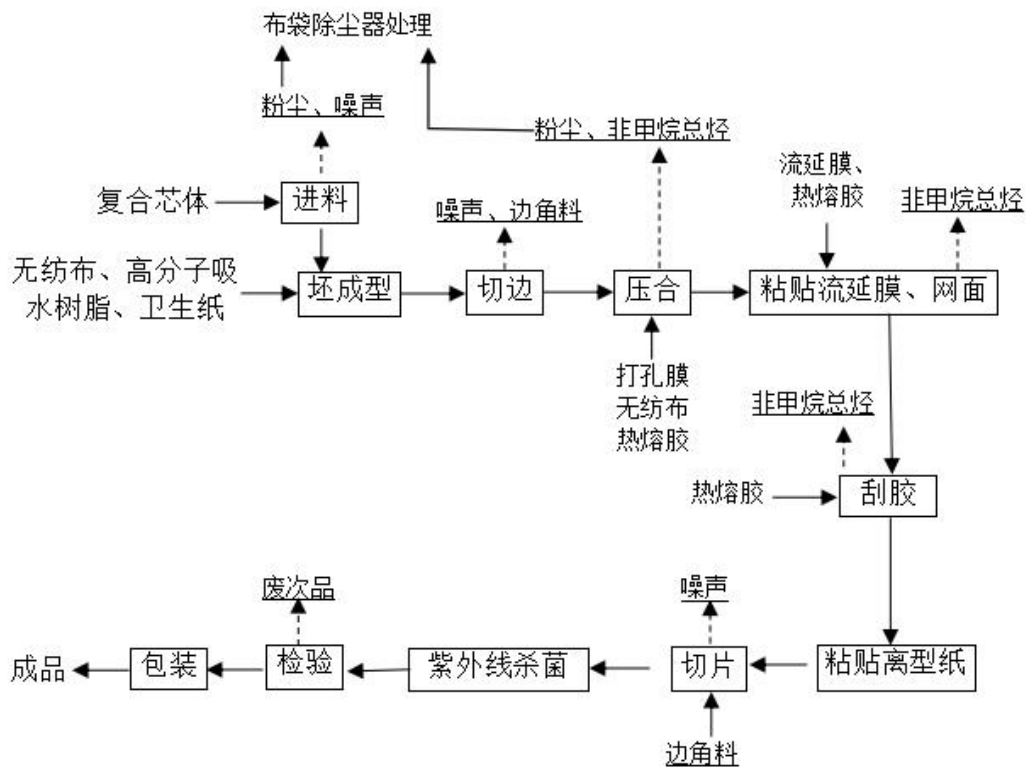 布袋除尘器处理
粉尘、噪声
粉尘、非甲烷总烃
流延膜、
热熔胶
非甲烷总烃
复合芯体
进料
噪声、边角料
无纺布、高分子吸
水树脂、卫生纸
坯成型
切边
压合
粘贴流延膜、网面
打孔膜
无纺布
热熔胶
非甲烷总烃
热熔胶
刮胶
废次品
噪声
成品
包装
检验
紫外线杀菌
切片
粘贴离型纸
边角料